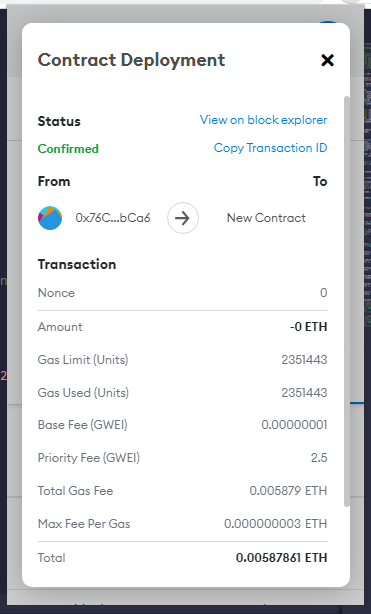 Contract Deployment
Status View on block explorer
Confirmed Copy Transaction ID
From To
0x76C...bCa6 New Contract
Transaction
Nonce 0
Amount -0 ETH
Gas Limit (Units) 2351443
Gas Used (Units) 2351443
Base Fee (GWEI) 0.00000001
Priority Fee (GWEI) 2.5
Total Gas Fee 0.005879 ETH
Max Fee Per Gas 0.000000003 ETH
Total 0.00587861 ETH